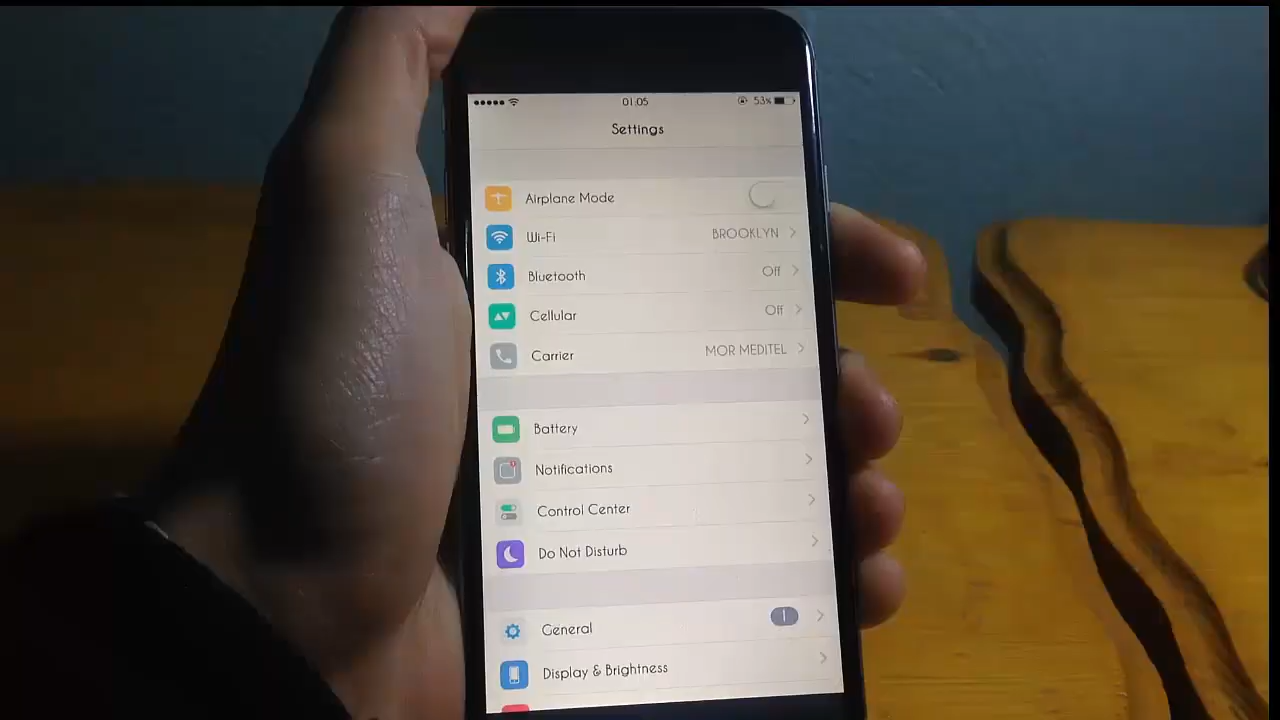 01:05
53%
Settings
Airplane Mode
Wi-Fi BROOKLYN
Bluetooth Off
Cellular Off
Carrier MOR MEDITEL
Battery
Notifications
Control Center
Do Not Disturb
General 1
Display & Brightness